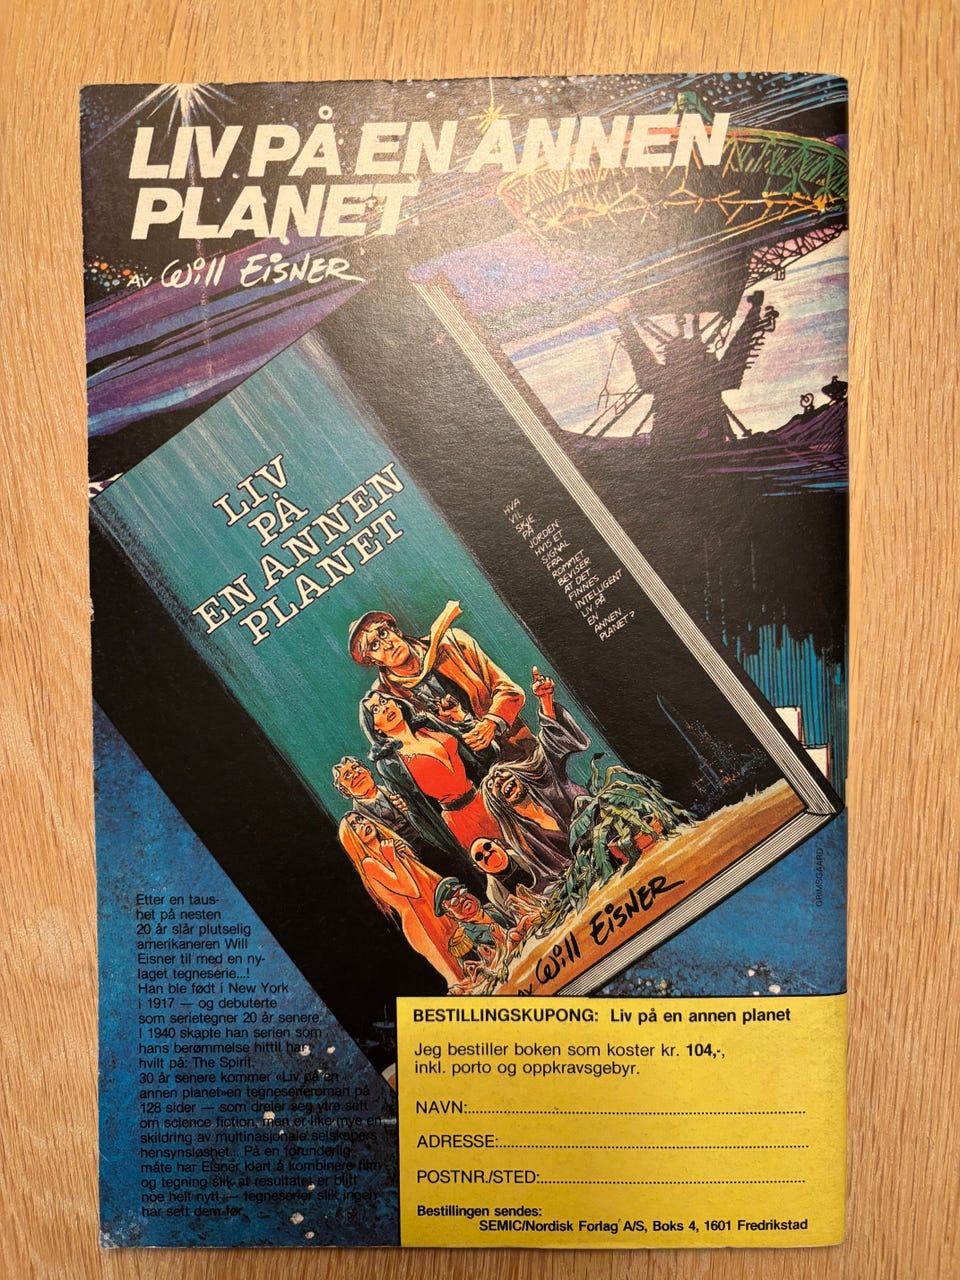 LIV PÅ EN ANNEN
PLANET
AV Will EiSNER
LIV
PÅ
EN ANNEN
PLANET
HVA
VIL
SKJE
PÅ
JORDEN
HVIS ET
SIGNAL
FRA
ROMMET
BEVISER
AT DET
FINNES
INTELLIGENT
LIV PÅ
EN
ANNEN
PLANET?
AV Will EiSNER
GRIMSGAARD
Etter en taus-
het på nesten
20 år slår plutselig
amerikaneren Will
Eisner til med en ny-
laget tegneserie...!
Han ble født i New York
i 1917 — og debuterte
som serietegner 20 år senere.
I 1940 skapte han serien som
hans berømmelse hittil har
hvilt på: The Spirit.
30 år senere kommer «Liv på en
annen planet»en tegneserieroman på
128 sider — som dreier seg ytre sett
om science fiction, men er like mye en
skildring av multinasjonale selskapers
hensynsløshet... På en forunderlig
måte har Eisner klart å kombinere film
og tegning slik at resultatet er blitt
noe helt nytt — tegneserier slik ingen
har sett dem før.
BESTILLINGSKUPONG: Liv på en annen planet
Jeg bestiller boken som koster kr. 104,-,
inkl. porto og oppkravsgebyr.
NAVN:
ADRESSE:
POSTNR./STED:
Bestillingen sendes:
SEMIC/Nordisk Forlag A/S, Boks 4, 1601 Fredrikstad